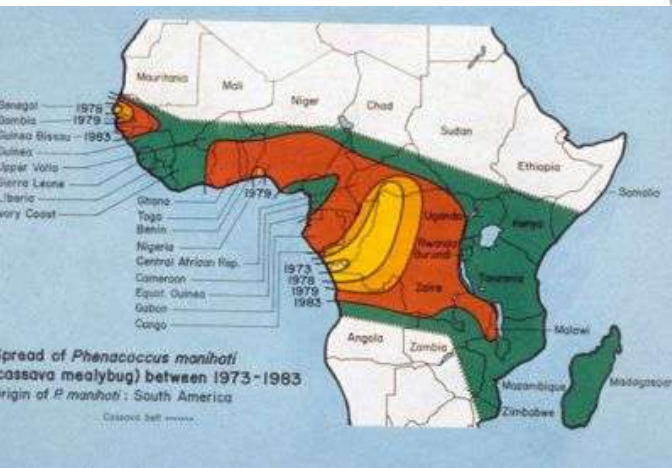 Mauritania
Mali
Niger
Chad
Sudan
Ethiopia
Somalia
Senegal
1978
Gambia
1979
Guinea Bissau
1983
Guinea
Upper Volta
Sierra Leone
Liberia
Ivory Coast
Ghana
1979
Togo
Benin
Nigeria
Central African Rep.
Cameroon
Equat. Guinea
Gabon
Congo
1973
1978
1979
1983
Uganda
Kenya
Rwanda
Burundi
Tanzania
Zaire
Malawi
Angola
Zambia
Mozambique
Madagascar
Zimbabwe
Spread of Phenacoccus manihoti
(cassava mealybug) between 1973-1983
Origin of P. manihoti : South America
Cassava belt